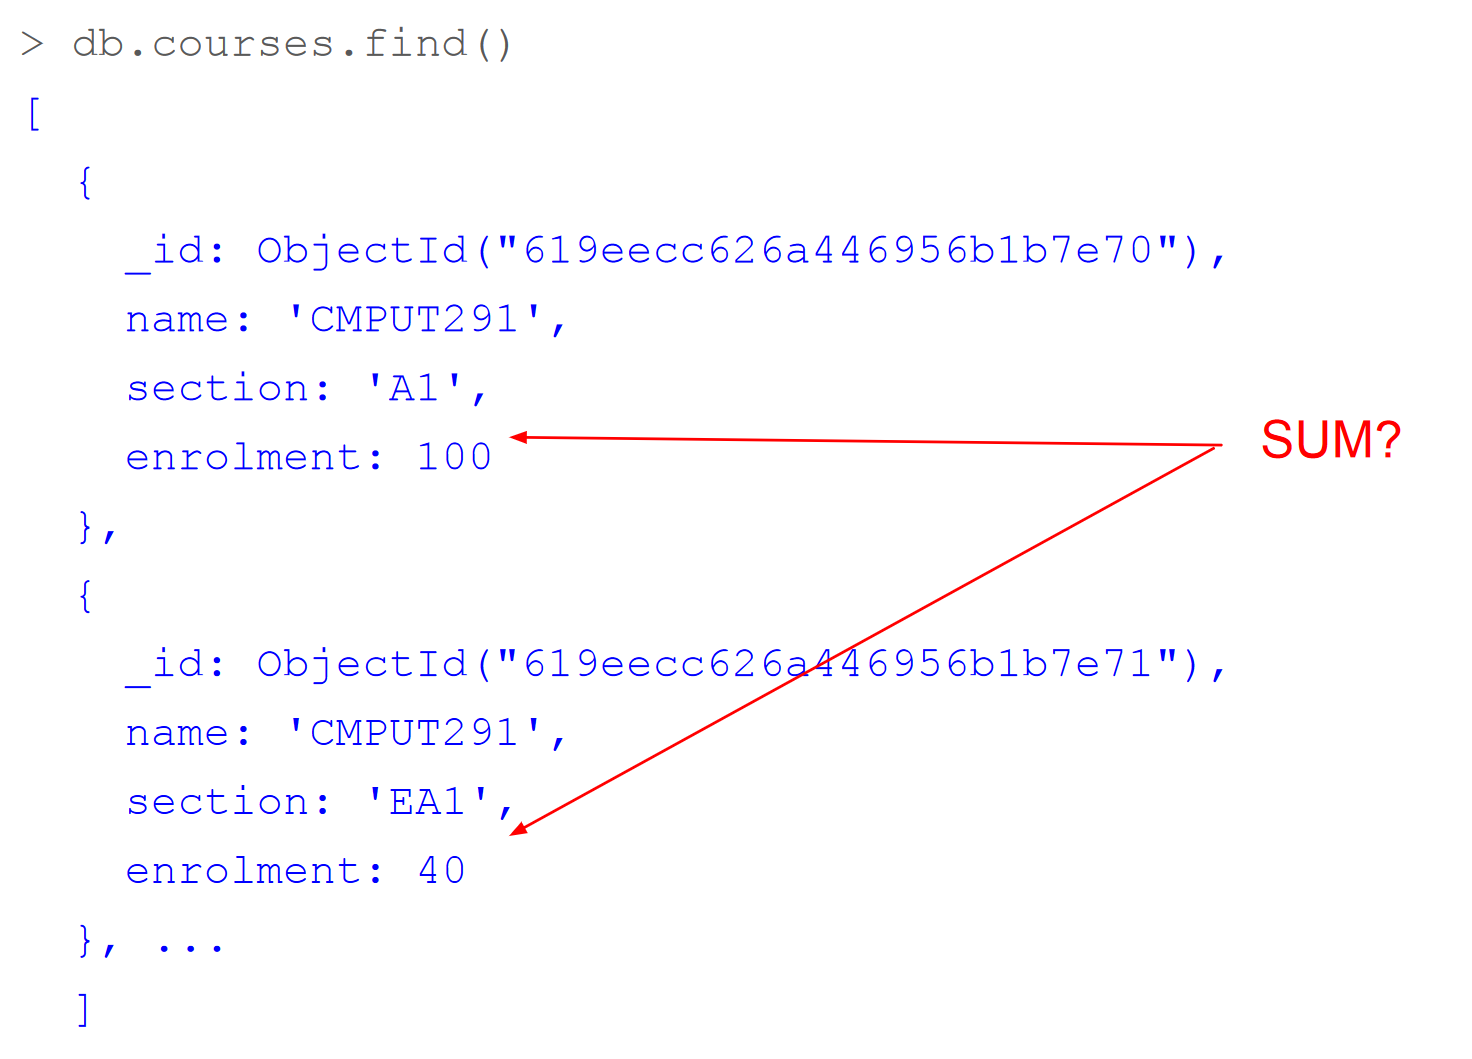 > db.courses.find()
[
{
_id: ObjectId("619eecc626a446956b1b7e70"),
name: 'CMPUT291',
section: 'A1',
enrolment: 100
SUM?
},
{
_id: ObjectId("619eecc626a446956b1b7e71"),
name: 'CMPUT291',
section: 'EA1',
enrolment: 40
}, ...
]